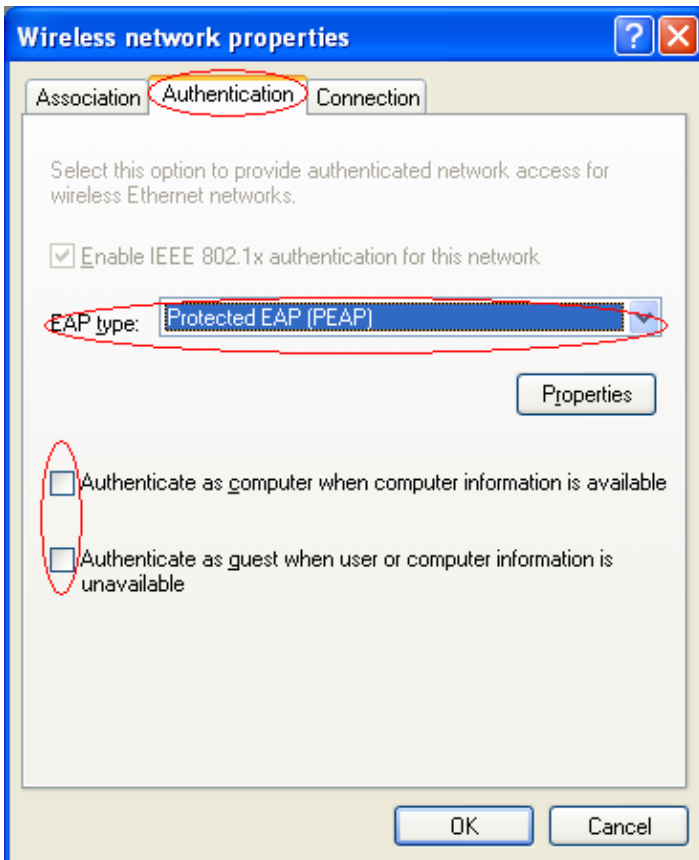 Wireless network properties
Association Authentication Connection
Select this option to provide authenticated network access for
wireless Ethernet networks.
Enable IEEE 802.1x authentication for this network
EAP type: Protected EAP (PEAP)
Properties
Authenticate as computer when computer information is available
Authenticate as guest when user or computer information is
unavailable
OK Cancel